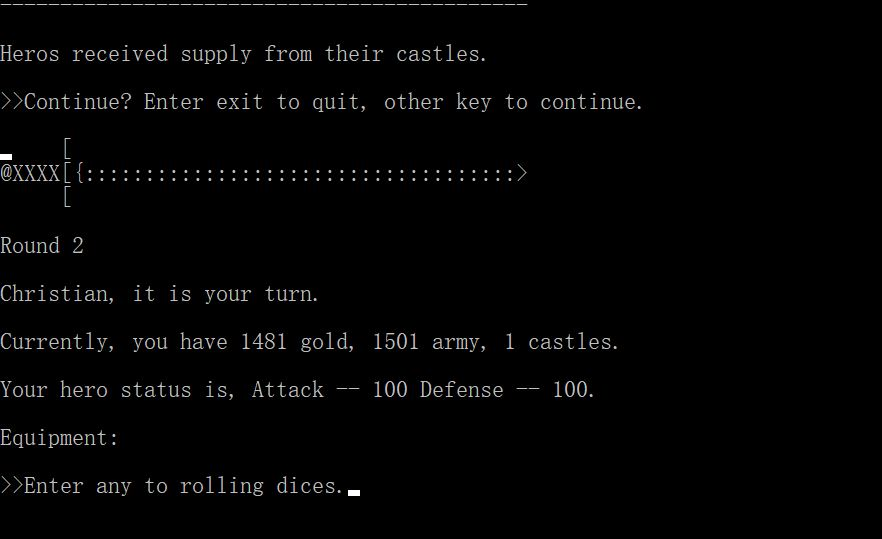 --------------------------------------------
Heros received supply from their castles.
>>Continue? Enter exit to quit, other key to continue.
[
@XXXX[{::::::::::::::::::::::::::::::::::::>
[
Round 2
Christian, it is your turn.
Currently, you have 1481 gold, 1501 army, 1 castles.
Your hero status is, Attack -- 100 Defense -- 100.
Equipment:
>>Enter any to rolling dices.